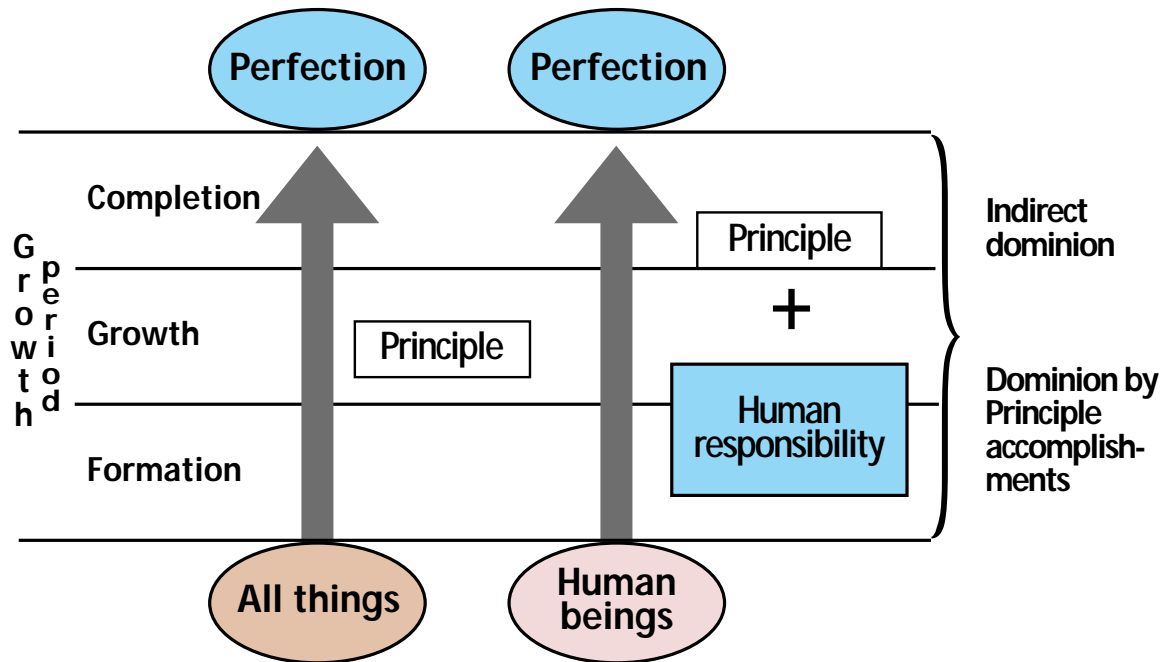 Perfection
Perfection
Completion
Principle
Indirect
dominion
Growth
period
Growth
Principle
+
Human
responsibility
Dominion by
Principle
accomplish-
ments
Formation
All things
Human
beings